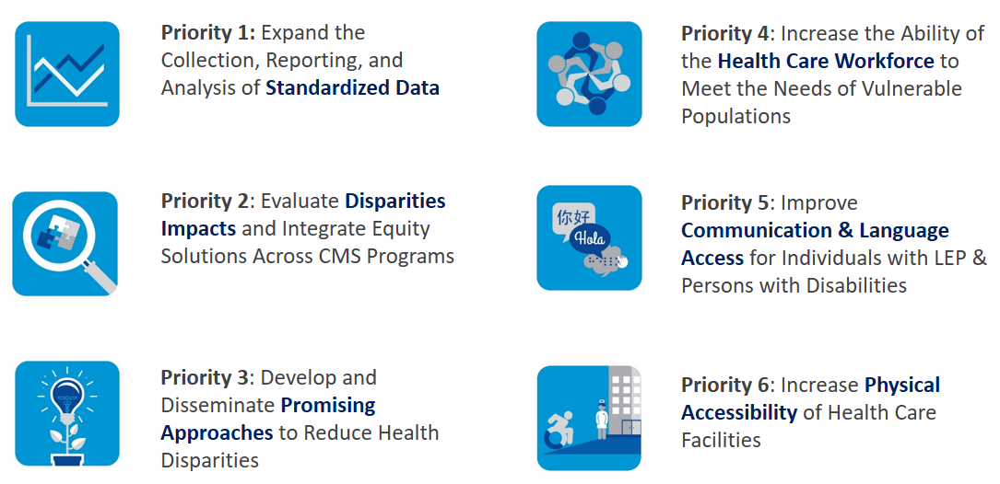 Priority 1: Expand the
Collection, Reporting, and
Analysis of Standardized Data
Priority 2: Evaluate Disparities
Impacts and Integrate Equity
Solutions Across CMS Programs
Priority 3: Develop and
Disseminate Promising
Approaches to Reduce Health
Disparities
Priority 4: Increase the Ability of
the Health Care Workforce to
Meet the Needs of Vulnerable
Populations
你好
Hola
Priority 5: Improve
Communication & Language
Access for Individuals with LEP &
Persons with Disabilities
Priority 6: Increase Physical
Accessibility of Health Care
Facilities